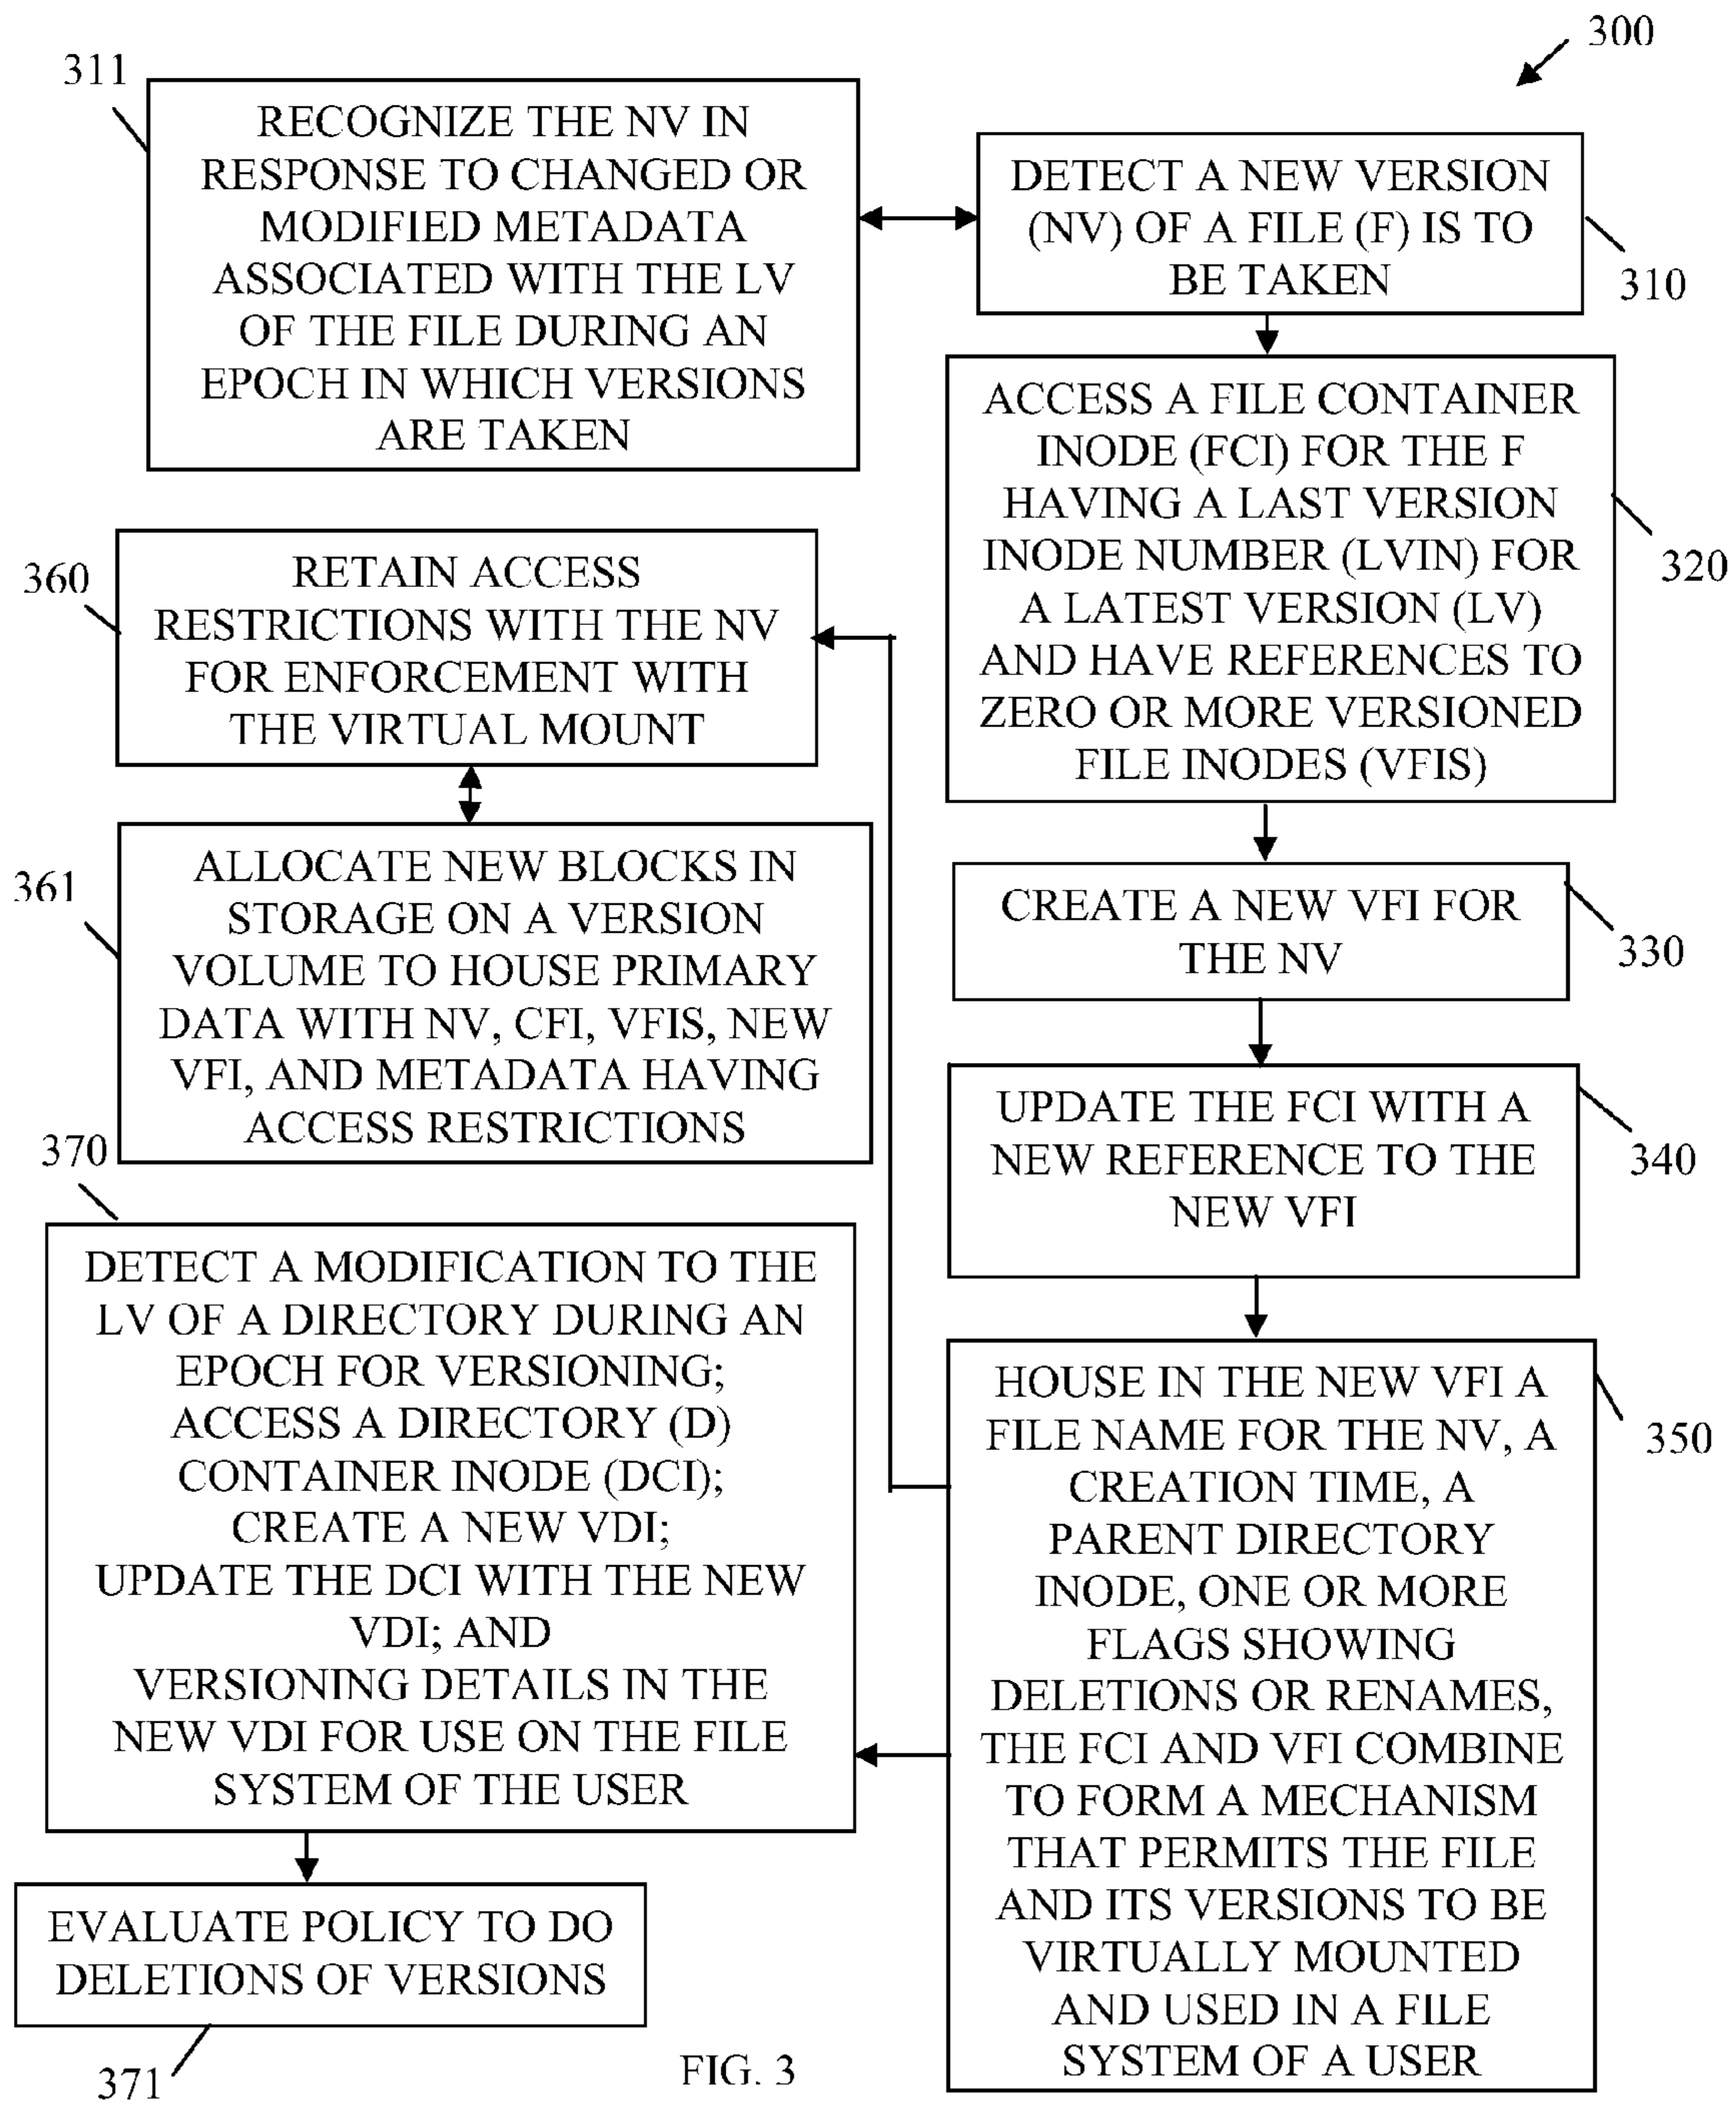 300
311
RECOGNIZE THE NV IN
RESPONSE TO CHANGED OR
MODIFIED METADATA
ASSOCIATED WITH THE LV
OF THE FILE DURING AN
EPOCH IN WHICH VERSIONS
ARE TAKEN
DETECT A NEW VERSION
(NV) OF A FILE (F) IS TO
BE TAKEN
310
ACCESS A FILE CONTAINER
INODE (FCI) FOR THE F
HAVING A LAST VERSION
INODE NUMBER (LVIN) FOR
A LATEST VERSION (LV)
AND HAVE REFERENCES TO
ZERO OR MORE VERSIONED
FILE INODES (VFIS)
320
360
RETAIN ACCESS
RESTRICTIONS WITH THE NV
FOR ENFORCEMENT WITH
THE VIRTUAL MOUNT
361
ALLOCATE NEW BLOCKS IN
STORAGE ON A VERSION
VOLUME TO HOUSE PRIMARY
DATA WITH NV, CFI, VFIS, NEW
VFI, AND METADATA HAVING
ACCESS RESTRICTIONS
CREATE A NEW VFI FOR
THE NV
330
UPDATE THE FCI WITH A
NEW REFERENCE TO THE
NEW VFI
340
370
DETECT A MODIFICATION TO THE
LV OF A DIRECTORY DURING AN
EPOCH FOR VERSIONING;
ACCESS A DIRECTORY (D)
CONTAINER INODE (DCI);
CREATE A NEW VDI;
UPDATE THE DCI WITH THE NEW
VDI; AND
VERSIONING DETAILS IN THE
NEW VDI FOR USE ON THE FILE
SYSTEM OF THE USER
HOUSE IN THE NEW VFI A
FILE NAME FOR THE NV, A
CREATION TIME, A
PARENT DIRECTORY
INODE, ONE OR MORE
FLAGS SHOWING
DELETIONS OR RENAMES,
THE FCI AND VFI COMBINE
TO FORM A MECHANISM
THAT PERMITS THE FILE
AND ITS VERSIONS TO BE
VIRTUALLY MOUNTED
AND USED IN A FILE
SYSTEM OF A USER
350
EVALUATE POLICY TO DO
DELETIONS OF VERSIONS
371
FIG. 3